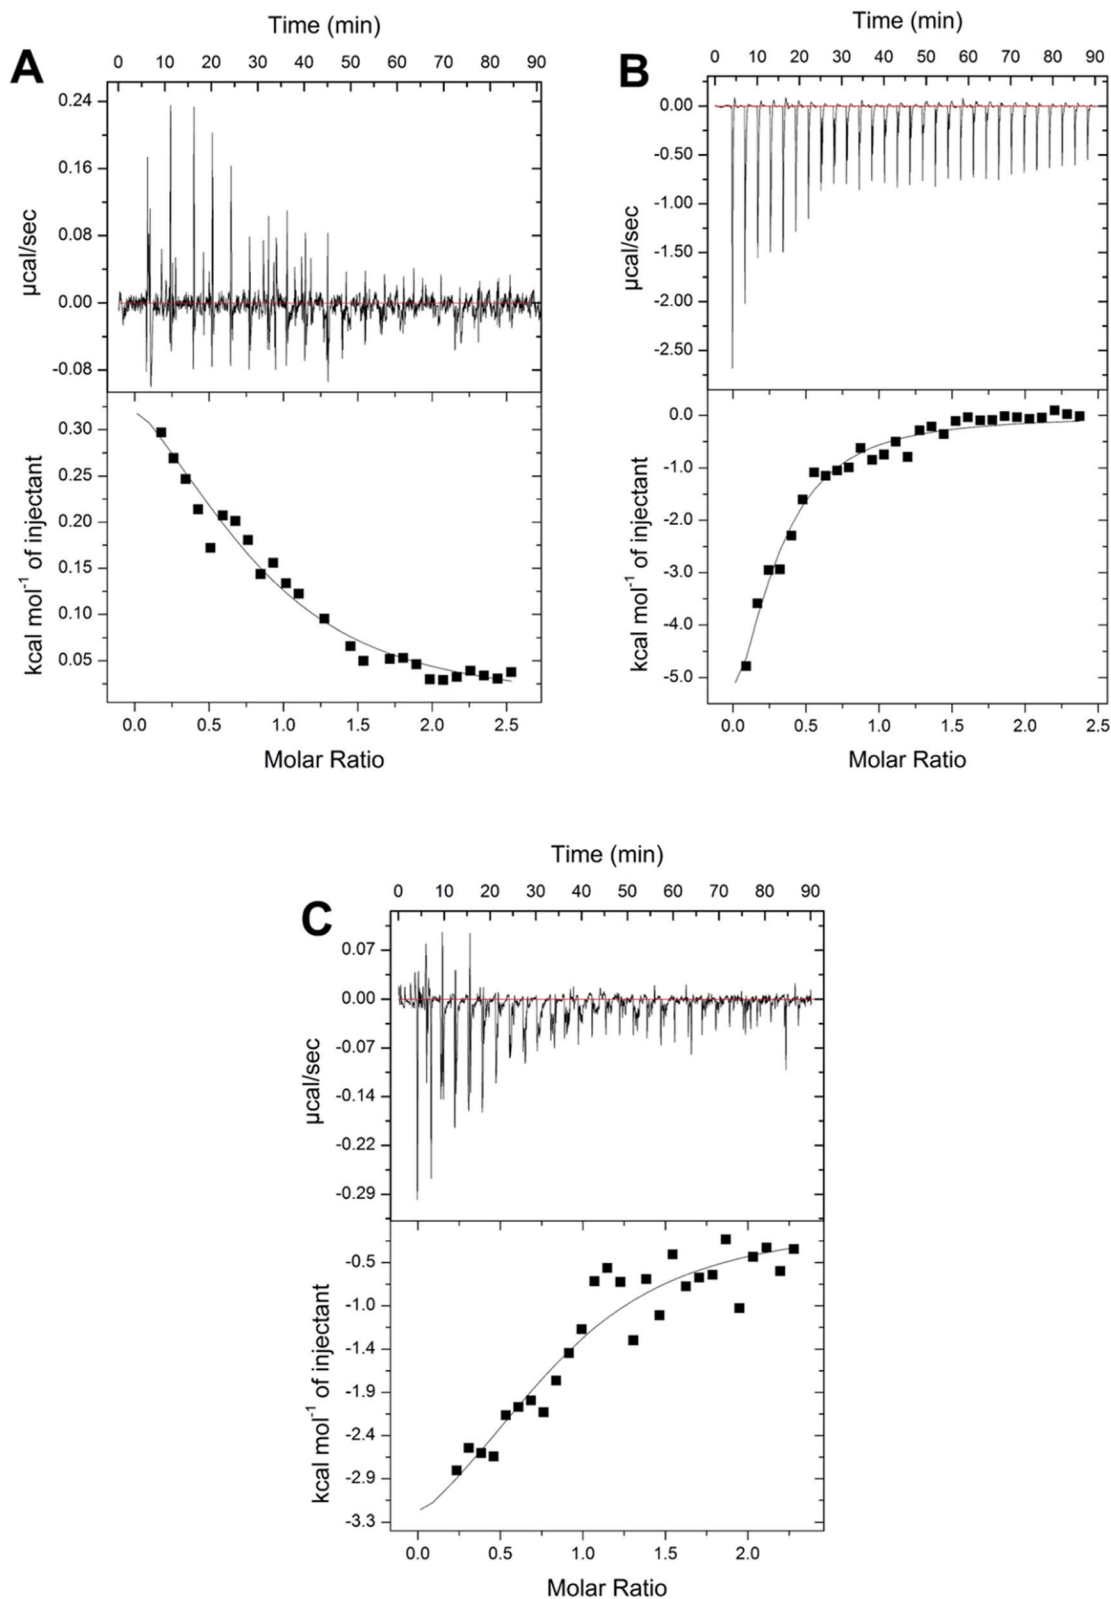 A
Time (min)
0 10 20 30 40 50 60 70 80 90
0.24
0.16
0.08
0.00
-0.08
µcal/sec
0.30
0.25
0.20
0.15
0.10
0.05
kcal mol⁻¹ of injectant
0.0 0.5 1.0 1.5 2.0 2.5
Molar Ratio
B
Time (min)
0 10 20 30 40 50 60 70 80 90
0.00
-0.50
-1.00
-1.50
-2.00
-2.50
µcal/sec
0.0
-1.0
-2.0
-3.0
-4.0
-5.0
kcal mol⁻¹ of injectant
0.0 0.5 1.0 1.5 2.0 2.5
Molar Ratio
C
Time (min)
0 10 20 30 40 50 60 70 80 90
0.07
0.00
-0.07
-0.14
-0.22
-0.29
µcal/sec
-0.5
-1.0
-1.4
-1.9
-2.4
-2.9
-3.3
kcal mol⁻¹ of injectant
0.0 0.5 1.0 1.5 2.0
Molar Ratio